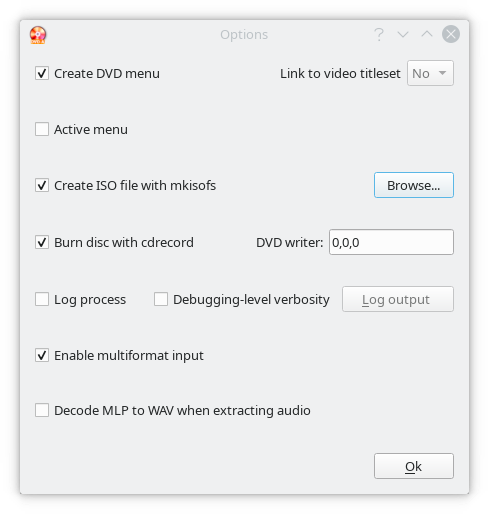 Options
Create DVD menu Link to video titleset No
Active menu
Create ISO file with mkisofs Browse...
Burn disc with cdrecord DVD writer: 0,0,0
Log process Debugging-level verbosity Log output
Enable multiformat input
Decode MLP to WAV when extracting audio
Ok